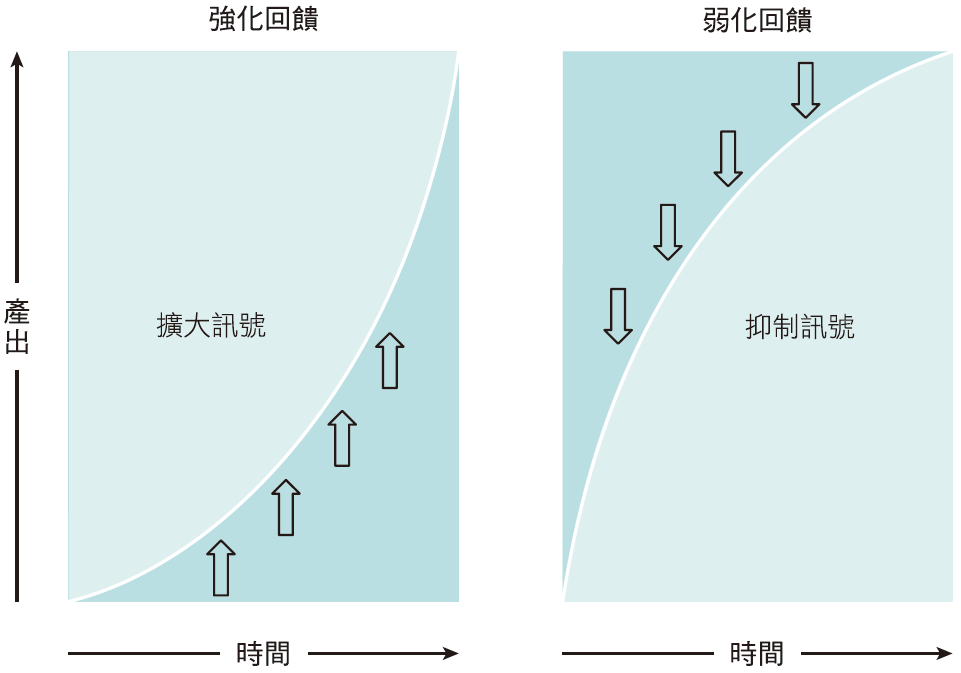 強化回饋
弱化回饋
產出
擴大訊號
抑制訊號
時間
時間